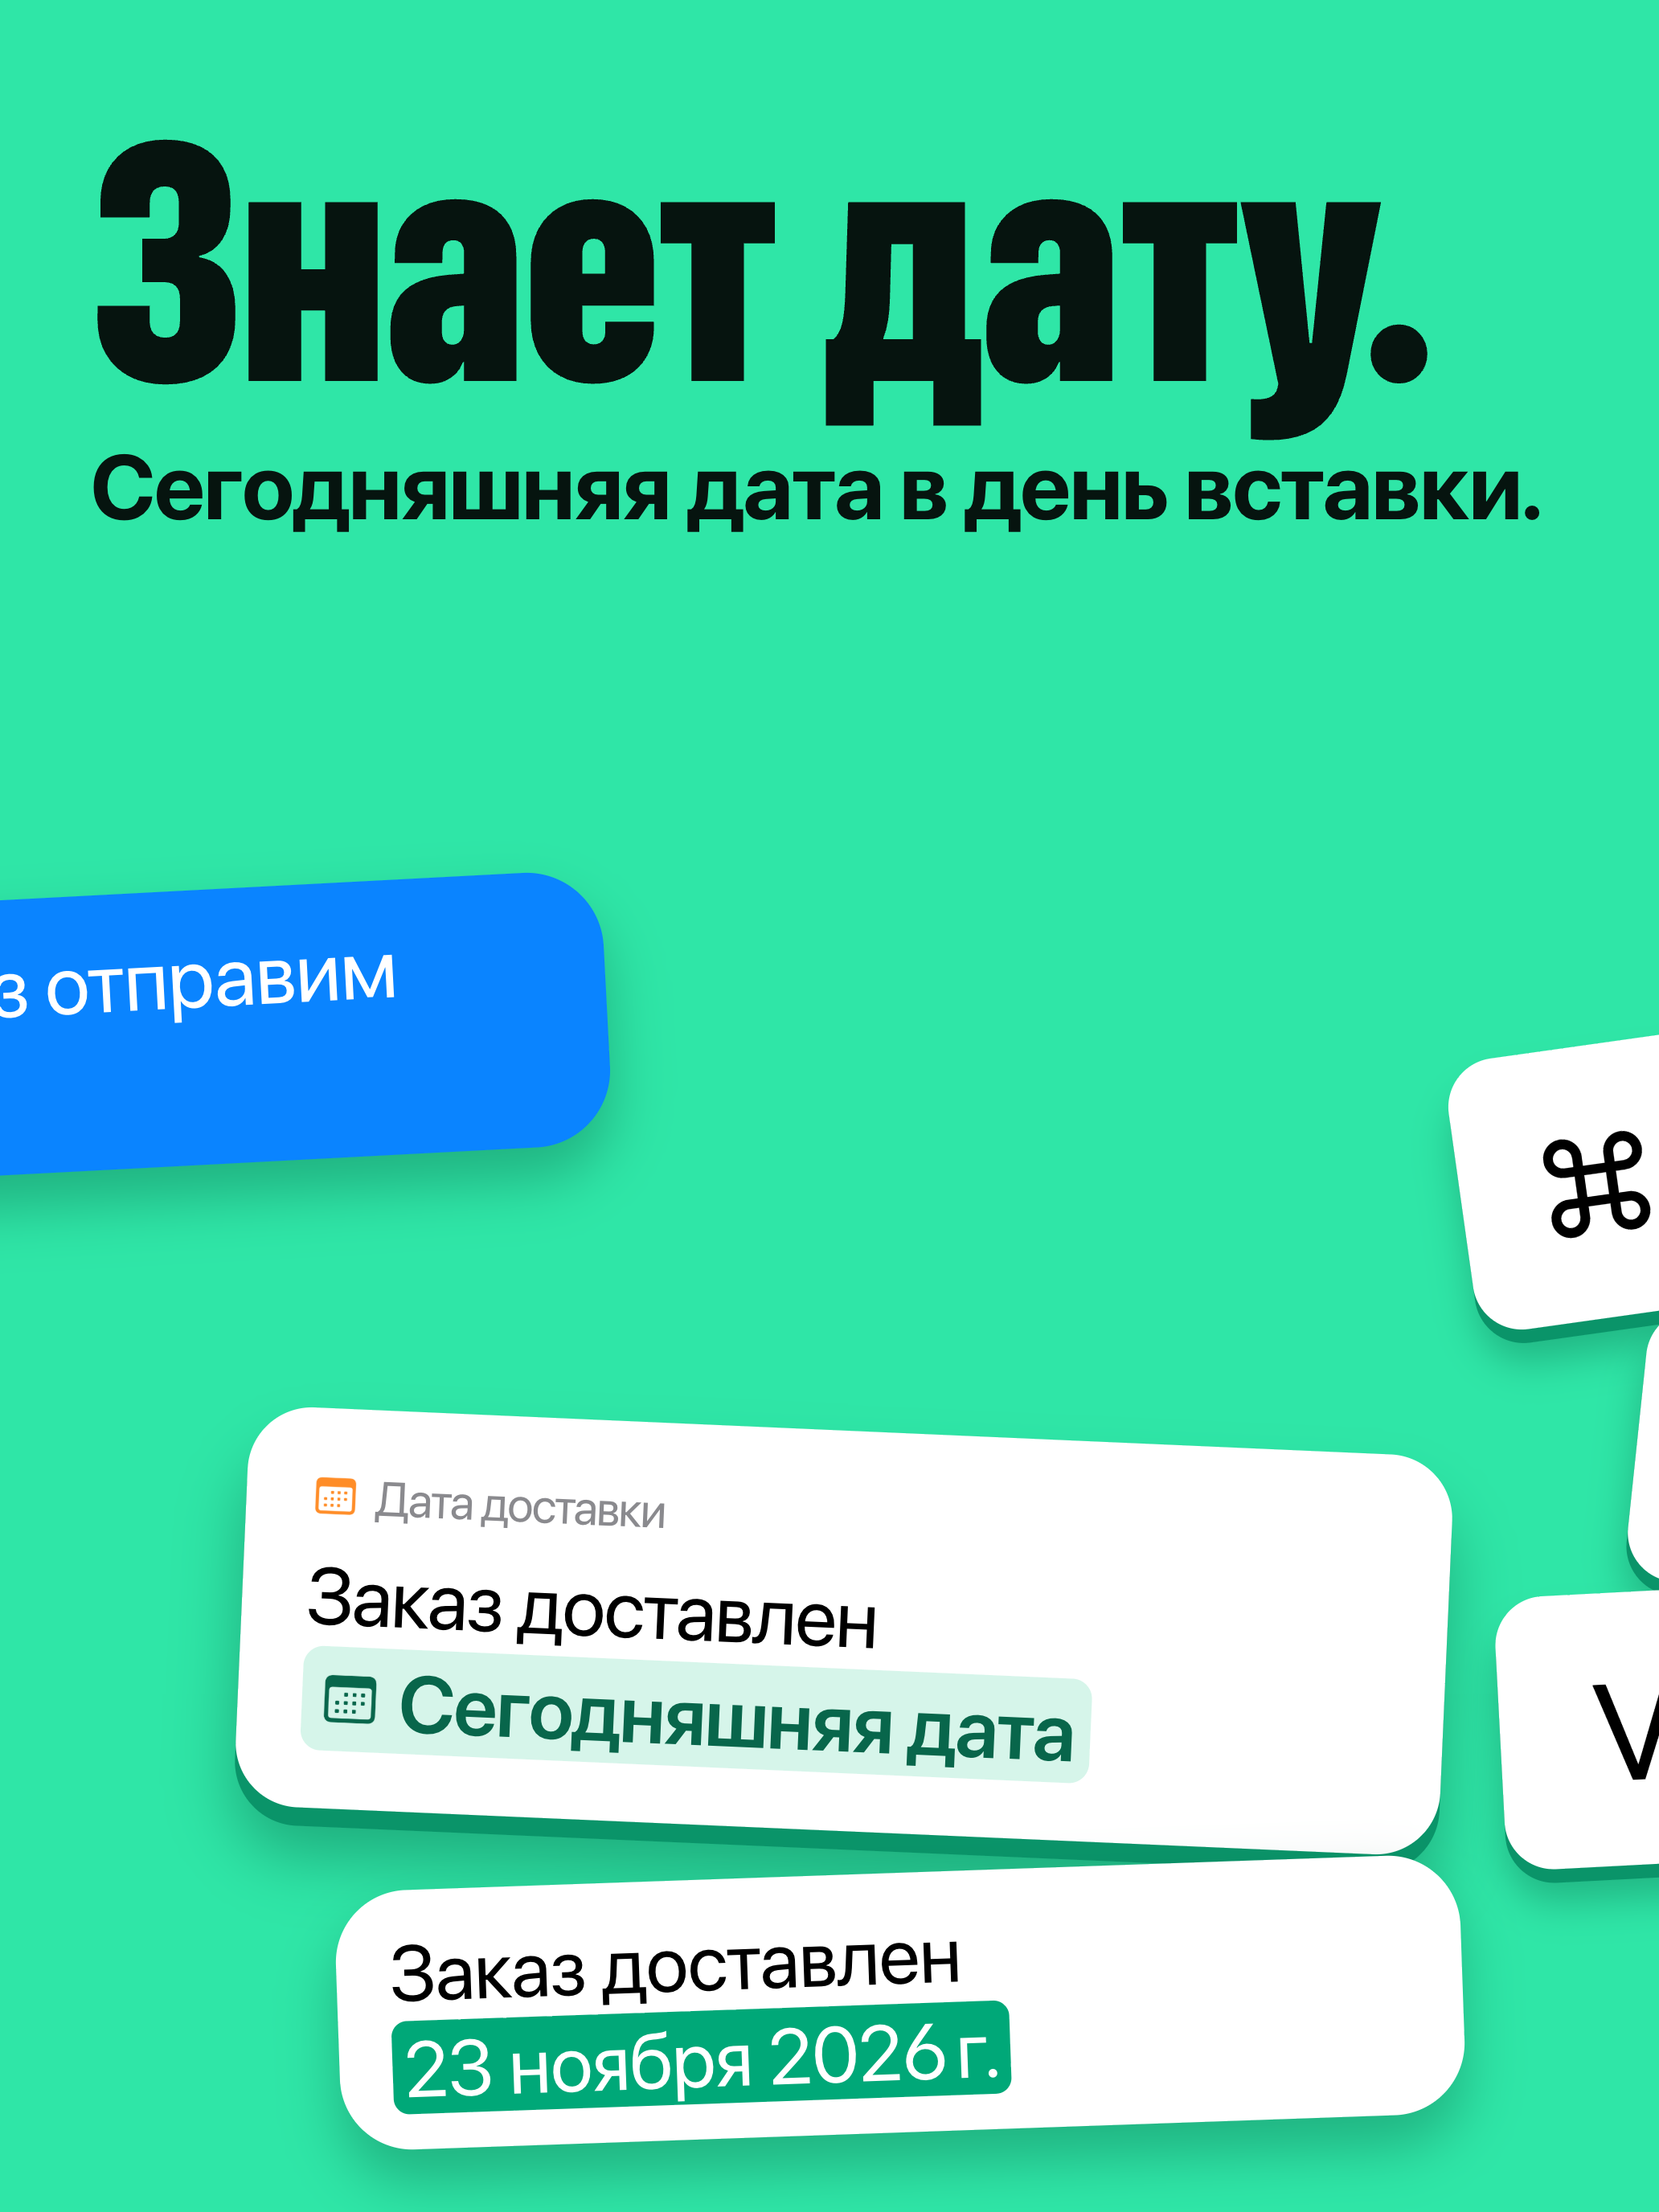 Знает дату.
Сегодняшняя дата в день вставки.
з отправим
⌘
Дата доставки
Заказ доставлен
Сегодняшняя дата
V
Заказ доставлен
23 ноября 2026 г.